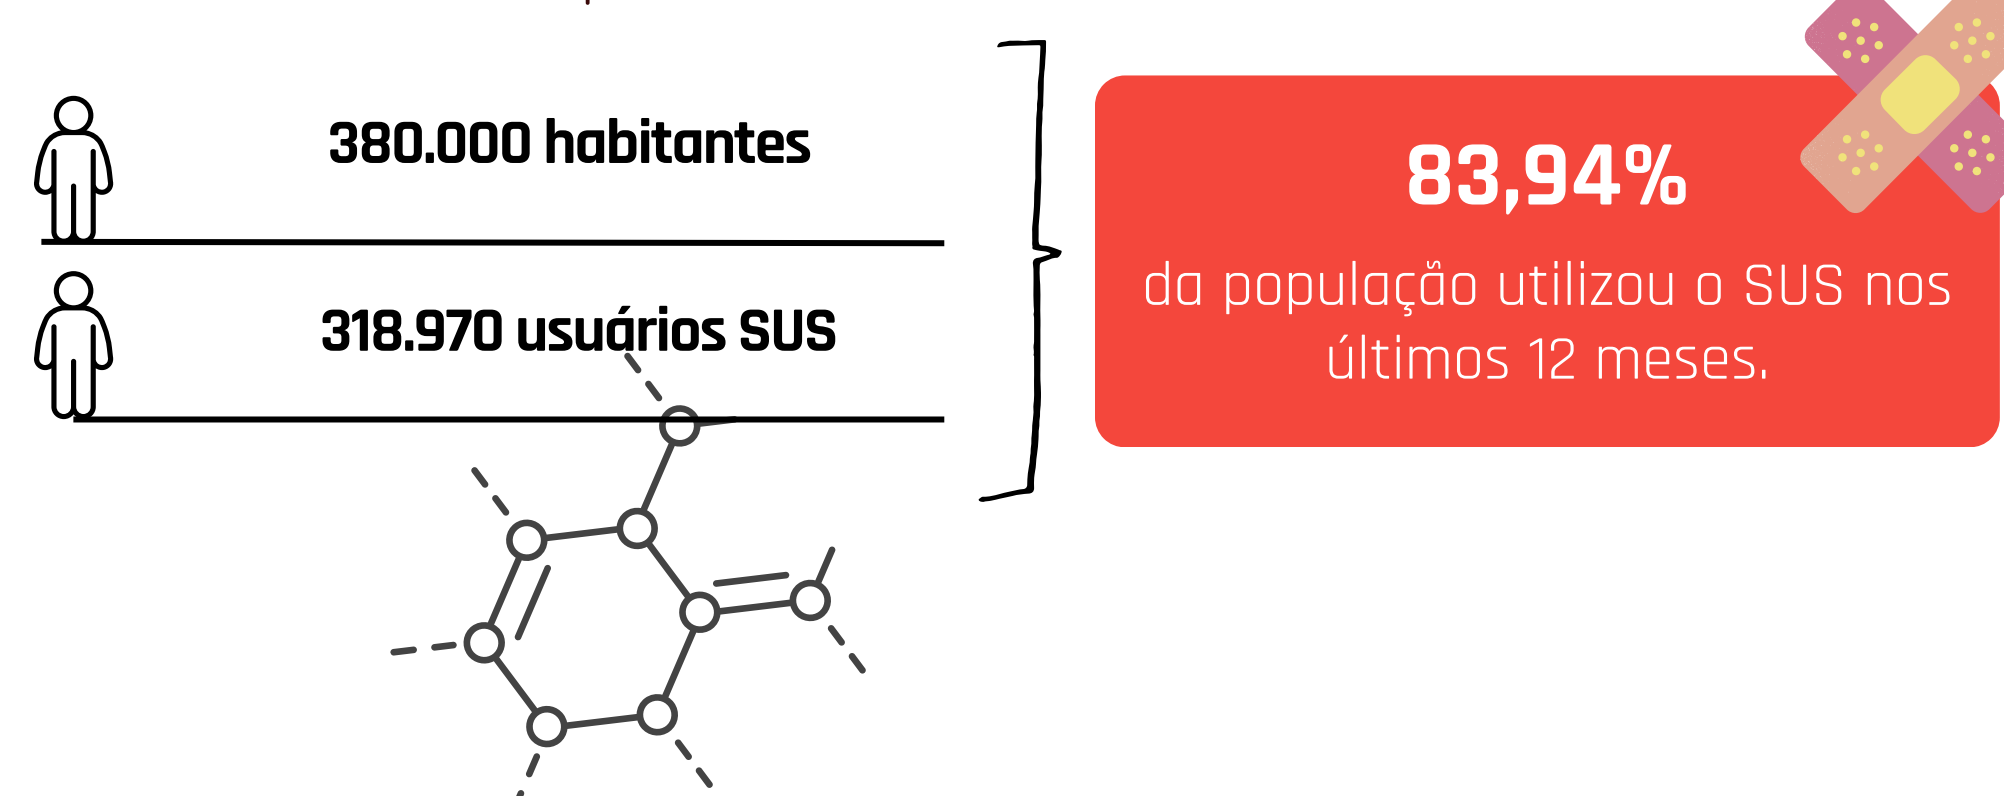 380.000 habitantes
318.970 usuários SUS
83,94%
da população utilizou o SUS nos
últimos 12 meses.